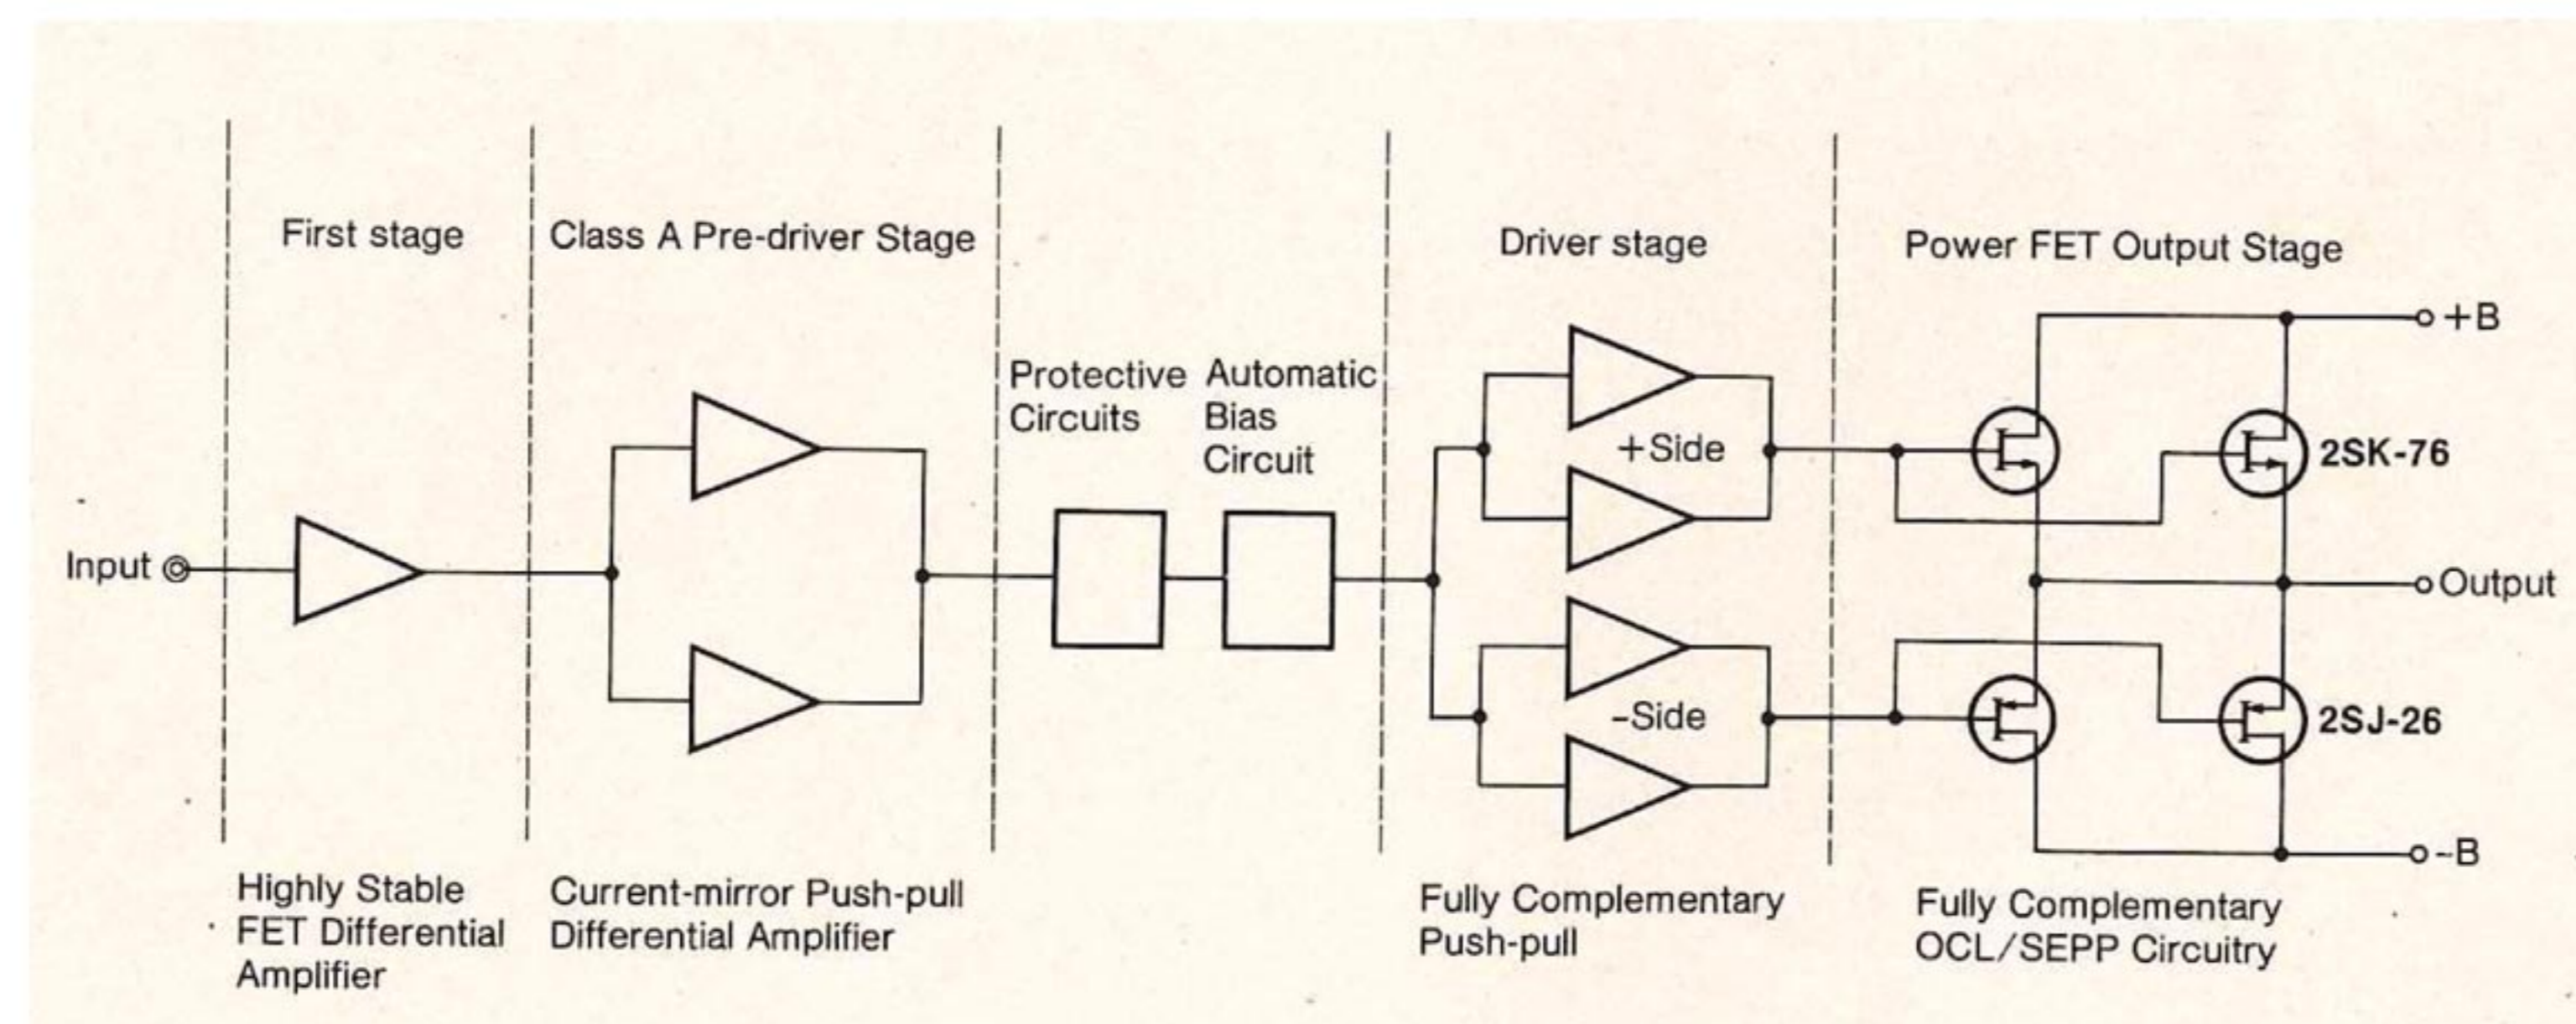 First stage
Class A Pre-driver Stage
Driver stage
Power FET Output Stage
Protective
Circuits
Automatic
Bias
Circuit
Input
+Side
-Side
+B
2SK-76
Output
2SJ-26
-B
Highly Stable
FET Differential
Amplifier
Current-mirror Push-pull
Differential Amplifier
Fully Complementary
Push-pull
Fully Complementary
OCL/SEPP Circuitry